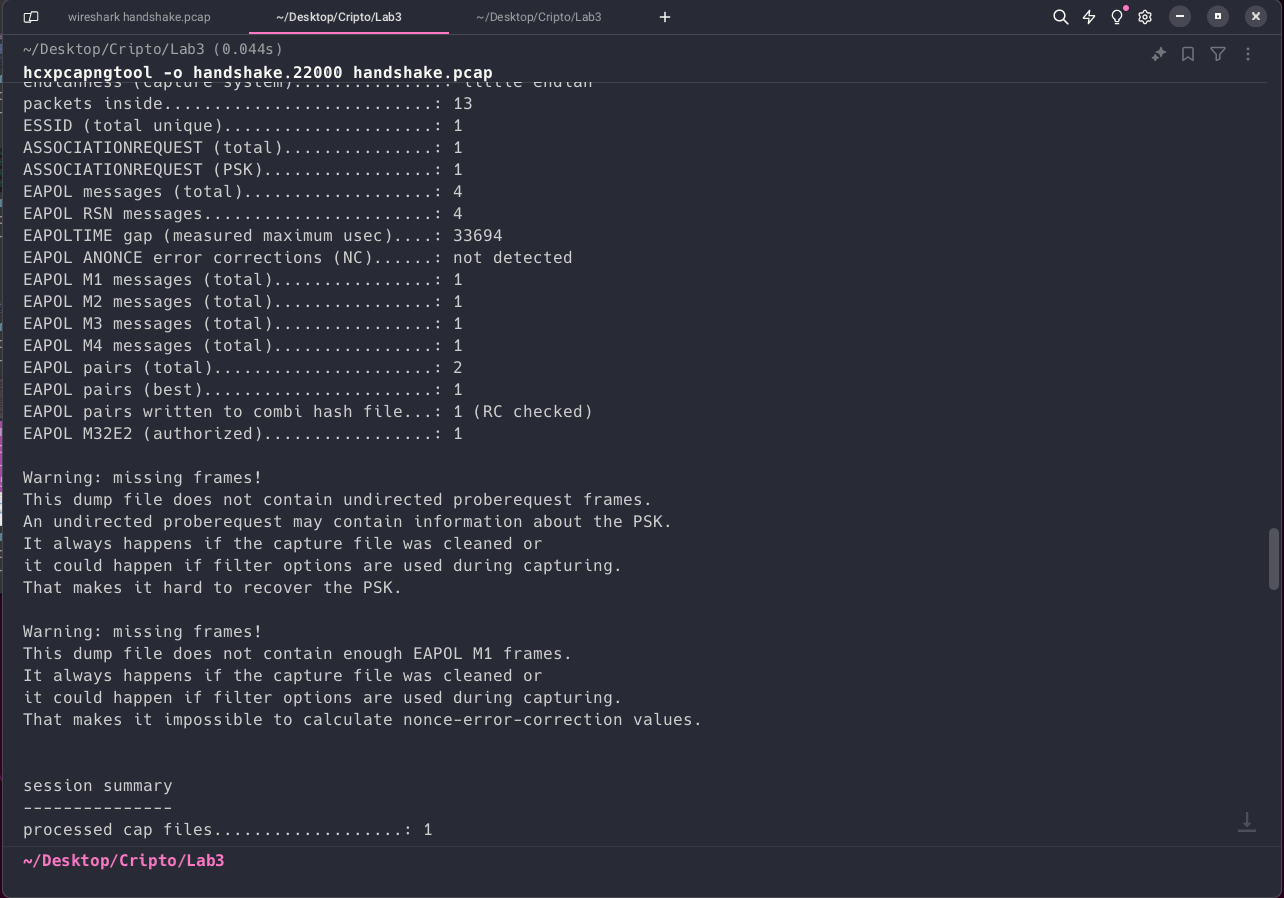 wireshark handshake.pcap
~/Desktop/Cripto/Lab3
~/Desktop/Cripto/Lab3
~/Desktop/Cripto/Lab3 (0.044s)
hcxpcapngtool -o handshake.22000 handshake.pcap
endianness (capture system)...............: little endian
packets inside...........................: 13
ESSID (total unique).....................: 1
ASSOCIATIONREQUEST (total)...............: 1
ASSOCIATIONREQUEST (PSK).................: 1
EAPOL messages (total)...................: 4
EAPOL RSN messages.......................: 4
EAPOLTIME gap (measured maximum usec)....: 33694
EAPOL ANONCE error corrections (NC)......: not detected
EAPOL M1 messages (total)................: 1
EAPOL M2 messages (total)................: 1
EAPOL M3 messages (total)................: 1
EAPOL M4 messages (total)................: 1
EAPOL pairs (total)......................: 2
EAPOL pairs (best).......................: 1
EAPOL pairs written to combi hash file...: 1 (RC checked)
EAPOL M32E2 (authorized).................: 1
Warning: missing frames!
This dump file does not contain undirected proberequest frames.
An undirected proberequest may contain information about the PSK.
It always happens if the capture file was cleaned or
it could happen if filter options are used during capturing.
That makes it hard to recover the PSK.
Warning: missing frames!
This dump file does not contain enough EAPOL M1 frames.
It always happens if the capture file was cleaned or
it could happen if filter options are used during capturing.
That makes it impossible to calculate nonce-error-correction values.
session summary
---------------
processed cap files...................: 1
~/Desktop/Cripto/Lab3